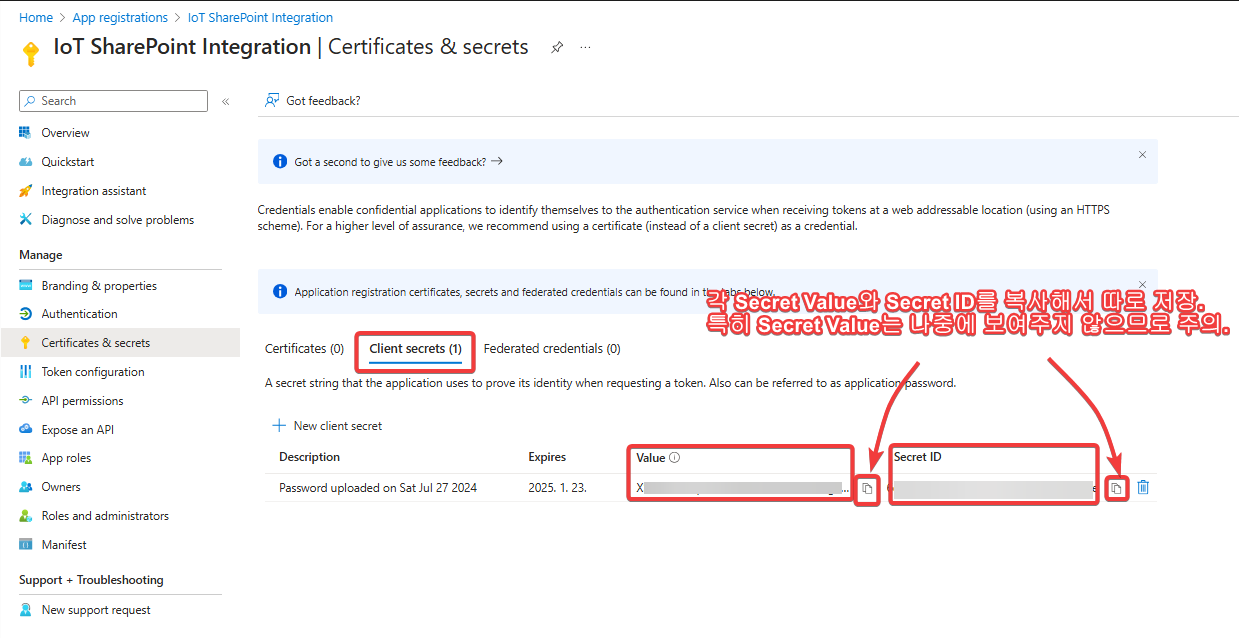 Home > App registrations > IoT SharePoint Integration
IoT SharePoint Integration | Certificates & secrets
Search
Got feedback?
Overview
Quickstart
Integration assistant
Diagnose and solve problems
Manage
Branding & properties
Authentication
Certificates & secrets
Token configuration
API permissions
Expose an API
App roles
Owners
Roles and administrators
Manifest
Support + Troubleshooting
New support request
Got a second to give us some feedback?
Credentials enable confidential applications to identify themselves to the authentication service when receiving tokens at a web addressable location (using an HTTPS
scheme). For a higher level of assurance, we recommend using a certificate (instead of a client secret) as a credential.
Application registration certificates, secrets and federated credentials can be found in the tabs below.
각 Secret Value와 Secret ID를 복사해서 따로 저장.
특히 Secret Value는 나중에 보여주지 않으므로 주의.
Certificates (0) Client secrets (1) Federated credentials (0)
A secret string that the application uses to prove its identity when requesting a token. Also can be referred to as application password.
New client secret
Description Expires Value Secret ID
Password uploaded on Sat Jul 27 2024 2025. 1. 23. X